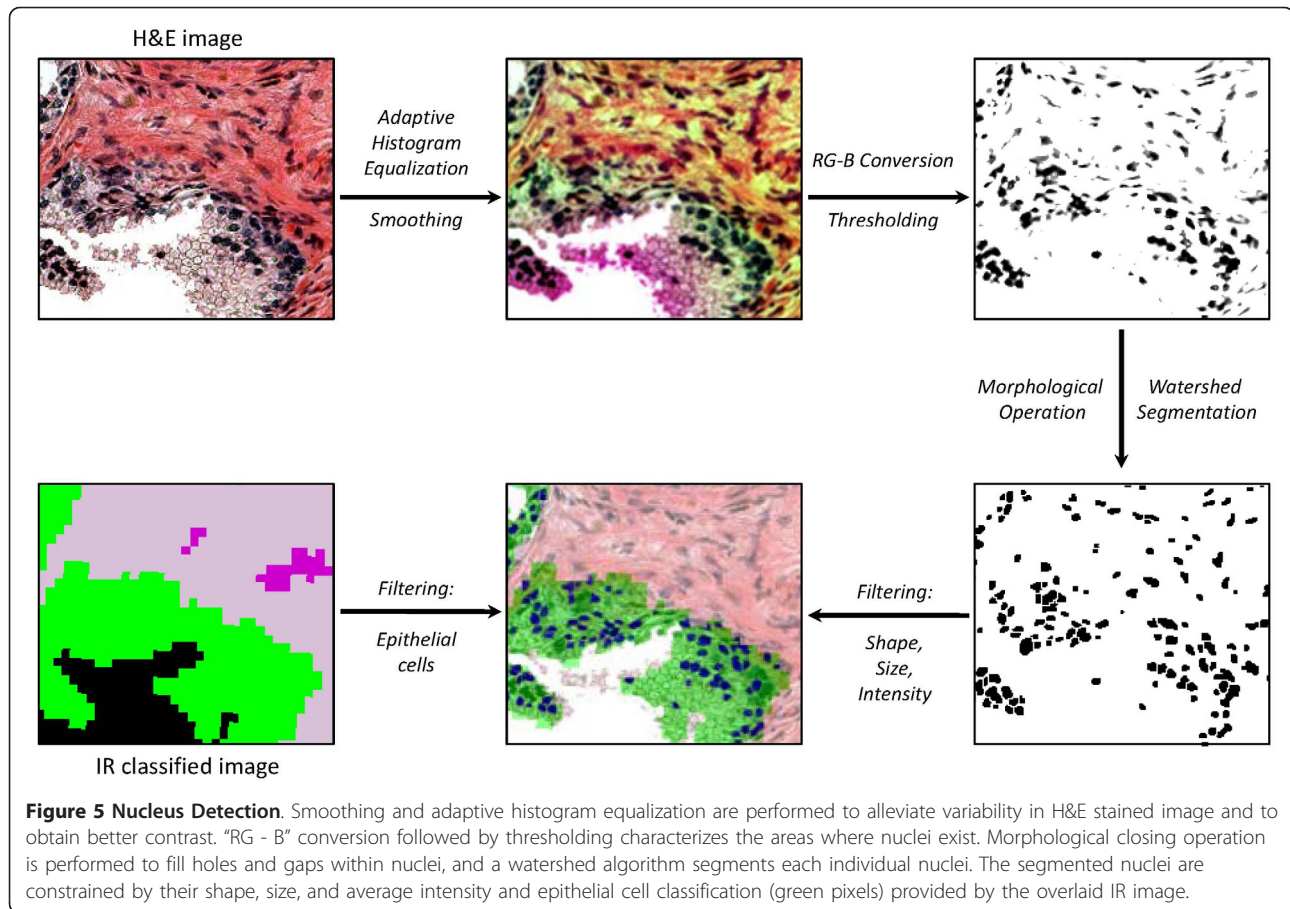 H&E image
Adaptive
Histogram
Equalization
Smoothing
RG-B Conversion
Thresholding
Morphological
Operation
Watershed
Segmentation
Filtering:
Epithelial
cells
Filtering:
Shape,
Size,
Intensity
IR classified image
Figure 5 Nucleus Detection. Smoothing and adaptive histogram equalization are performed to alleviate variability in H&E stained image and to
obtain better contrast. “RG - B” conversion followed by thresholding characterizes the areas where nuclei exist. Morphological closing operation
is performed to fill holes and gaps within nuclei, and a watershed algorithm segments each individual nuclei. The segmented nuclei are
constrained by their shape, size, and average intensity and epithelial cell classification (green pixels) provided by the overlaid IR image.